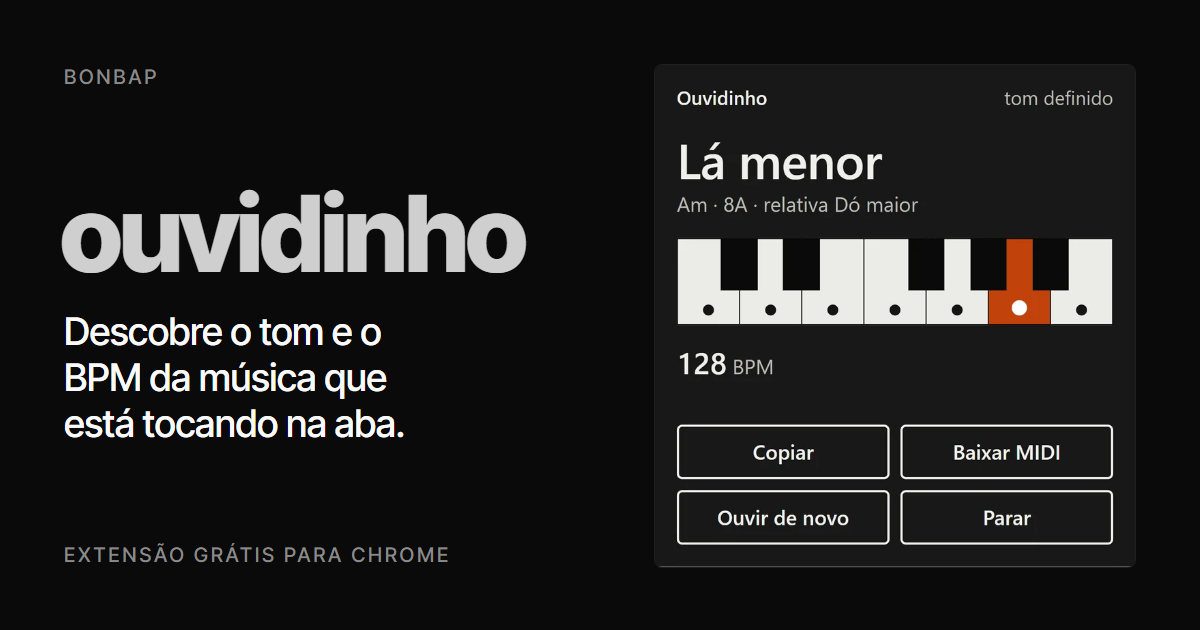 BONBAP
ouvidinho
Descobre o tom e o
BPM da música que
está tocando na aba.
EXTENSÃO GRÁTIS PARA CHROME
Ouvidinho
tom definido
Lá menor
Am · 8A · relativa Dó maior
128 BPM
Copiar
Baixar MIDI
Ouvir de novo
Parar